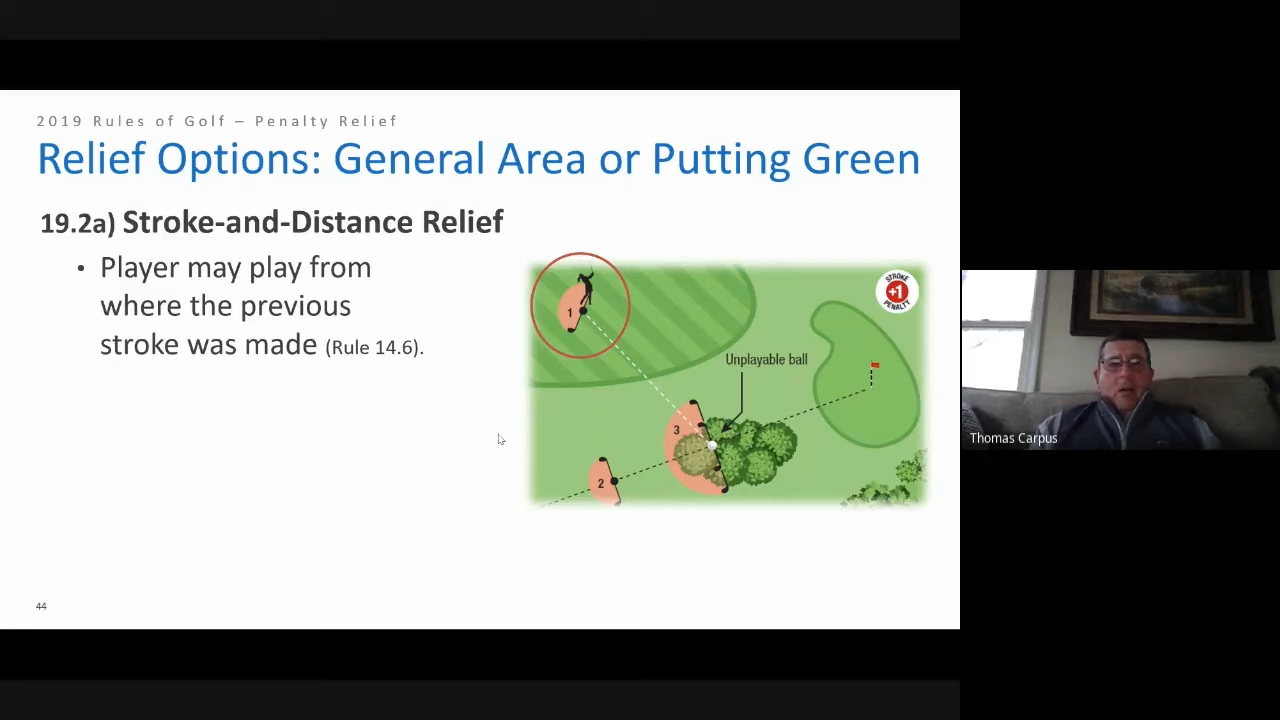 2019 Rules of Golf – Penalty Relief
Relief Options: General Area or Putting Green
19.2a) Stroke-and-Distance Relief
• Player may play from
where the previous
stroke was made (Rule 14.6).
STROKE
+1
PENALTY
1
Unplayable ball
3
2
Thomas Carpus
44